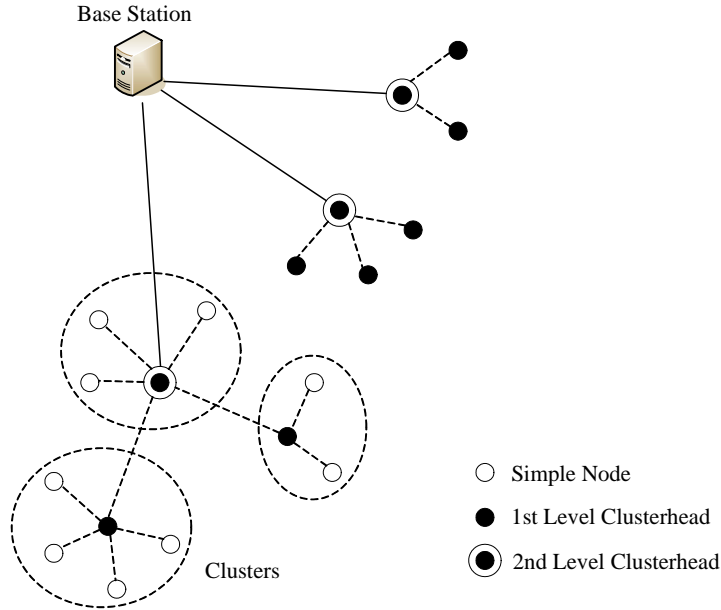 Base Station
Simple Node
1st Level Clusterhead
2nd Level Clusterhead
Clusters